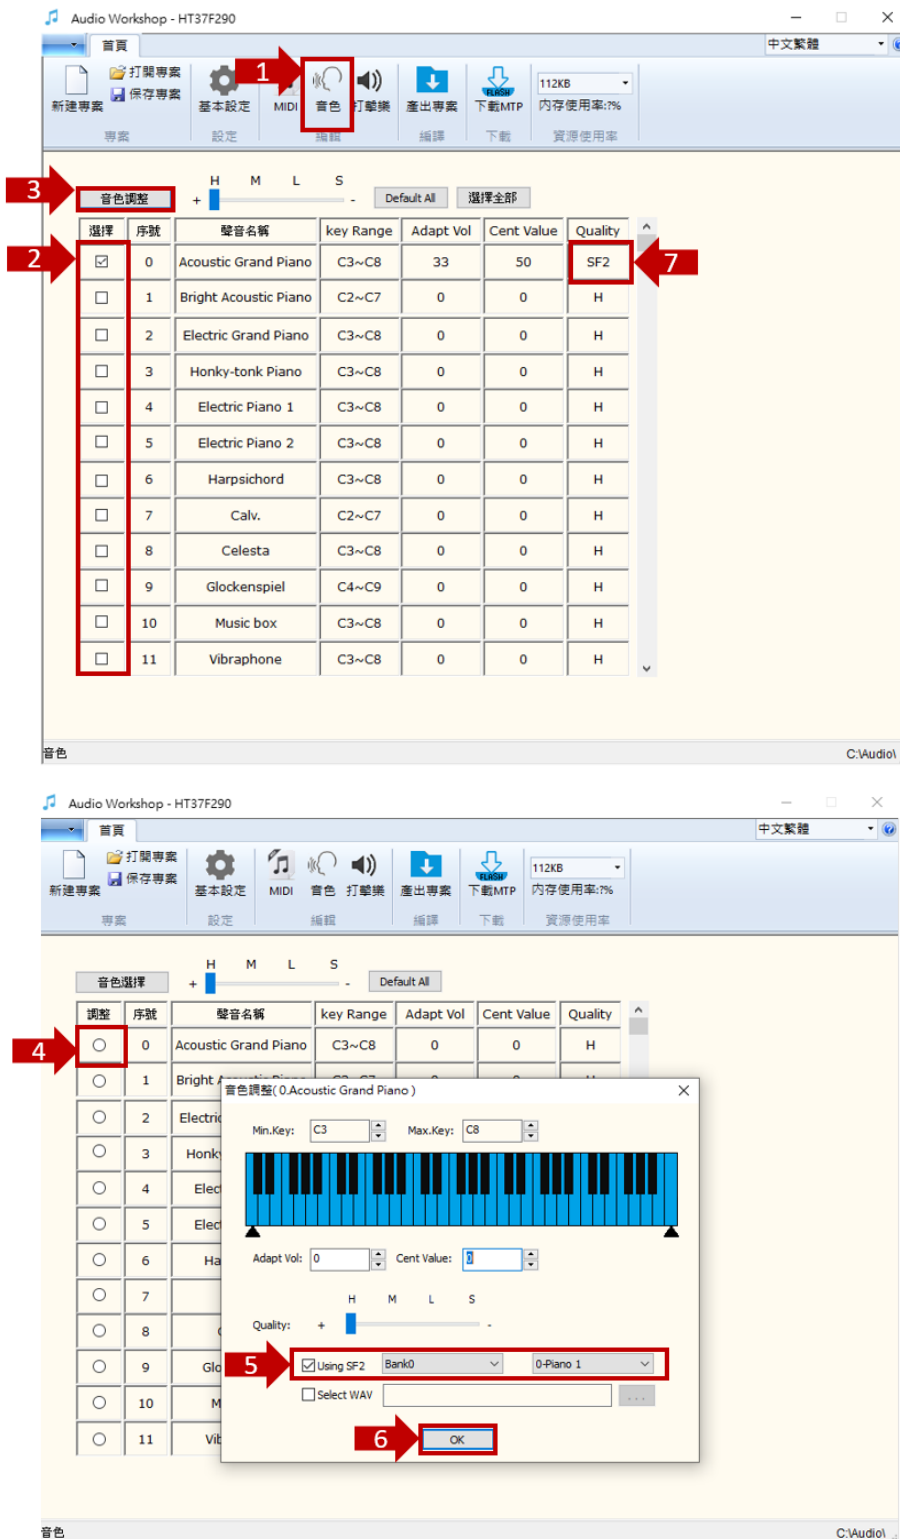 Audio Workshop - HT37F290
首頁
中文繁體
打開專案
保存專案
新建專案
基本設定
MIDI
音色
打擊樂
產出專案
FLASH
下載MTP
112KB
內存使用率:?%
專案
設定
編輯
編譯
下載
資源使用率
1
3
音色調整
H M L S
+ -
Default All
選擇全部
選擇 序號 聲音名稱 key Range Adapt Vol Cent Value Quality
2
0 Acoustic Grand Piano C3~C8 33 50 SF2
7
1 Bright Acoustic Piano C2~C7 0 0 H
2 Electric Grand Piano C3~C8 0 0 H
3 Honky-tonk Piano C3~C8 0 0 H
4 Electric Piano 1 C3~C8 0 0 H
5 Electric Piano 2 C3~C8 0 0 H
6 Harpsichord C3~C8 0 0 H
7 Calv. C2~C7 0 0 H
8 Celesta C3~C8 0 0 H
9 Glockenspiel C4~C9 0 0 H
10 Music box C3~C8 0 0 H
11 Vibraphone C3~C8 0 0 H
音色
C:\Audio\
Audio Workshop - HT37F290
首頁
中文繁體
打開專案
保存專案
新建專案
基本設定
MIDI
音色
打擊樂
產出專案
FLASH
下載MTP
112KB
內存使用率:?%
專案
設定
編輯
編譯
下載
資源使用率
音色選擇
H M L S
+ -
Default All
調整 序號 聲音名稱 key Range Adapt Vol Cent Value Quality
4
0 Acoustic Grand Piano C3~C8 0 0 H
1 Bright
2 Electric
3 Honky
4 Elec
5 Elec
6 Ha
7
8
9 Glo
10 M
11 Vib
音色調整( 0.Acoustic Grand Piano )
Min.Key: C3 Max.Key: C8
Adapt Vol: 0 Cent Value: 0
H M L S
Quality: + -
5
Using SF2 Bank0 0-Piano 1
Select WAV ...
6
OK
音色
C:\Audio\